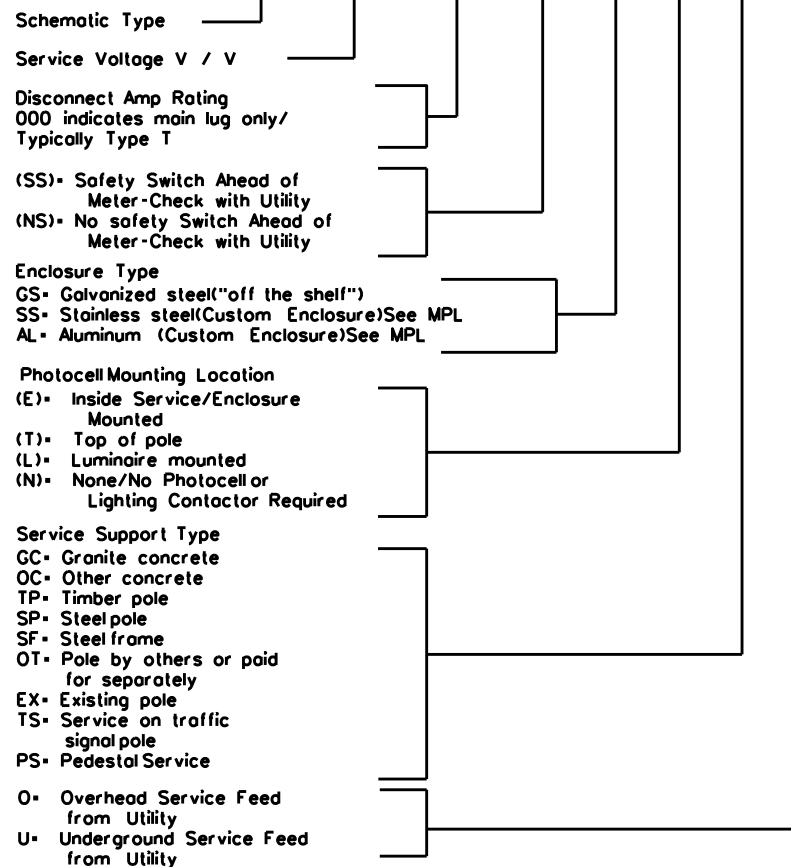 Schematic Type
Service Voltage V / V
Disconnect Amp Rating
000 indicates main lug only/
Typically Type T
(SS)= Safety Switch Ahead of
Meter-Check with Utility
(NS)= No safety Switch Ahead of
Meter-Check with Utility
Enclosure Type
GS= Galvanized steel("off the shelf")
SS= Stainless steel(Custom Enclosure)See MPL
AL= Aluminum (Custom Enclosure)See MPL
Photocell Mounting Location
(E)= Inside Service/Enclosure
Mounted
(T)= Top of pole
(L)= Luminaire mounted
(N)= None/No Photocell or
Lighting Contactor Required
Service Support Type
GC= Granite concrete
OC= Other concrete
TP= Timber pole
SP= Steel pole
SF= Steel frame
OT= Pole by others or paid
for separately
EX= Existing pole
TS= Service on traffic
signal pole
PS= Pedestal Service
O= Overhead Service Feed
from Utility
U= Underground Service Feed
from Utility